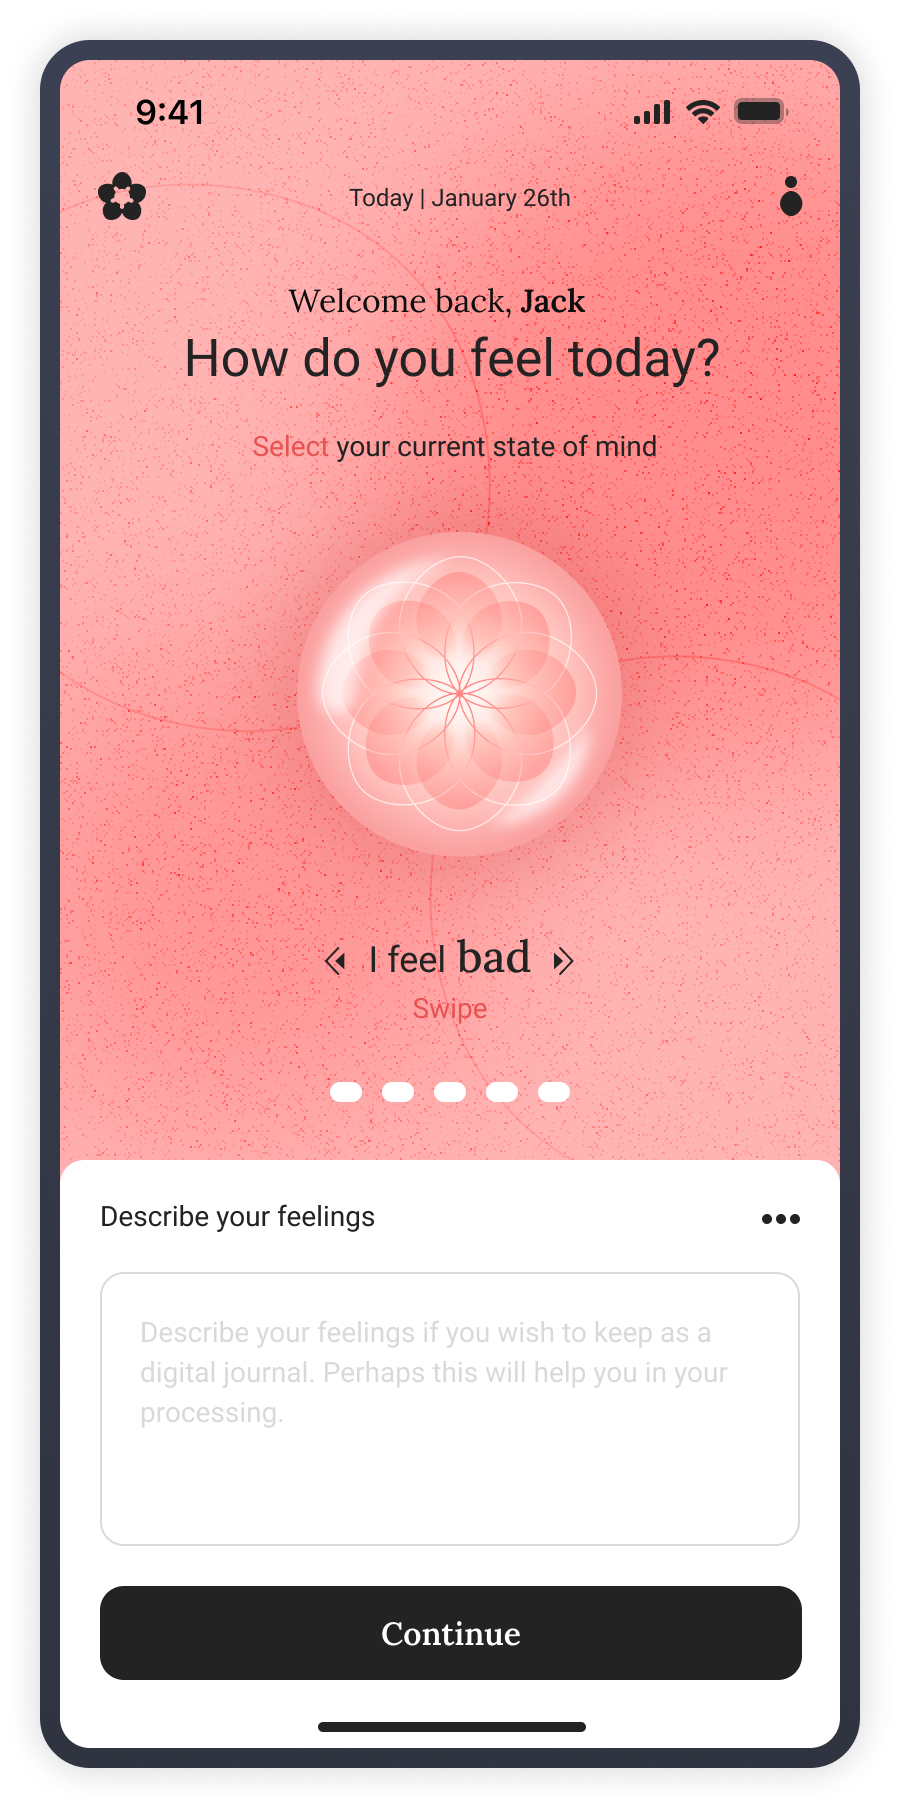 9:41
Today | January 26th
Welcome back, Jack
How do you feel today?
Select your current state of mind
I feel bad
Swipe
Describe your feelings
Describe your feelings if you wish to keep as a
digital journal. Perhaps this will help you in your
processing.
Continue